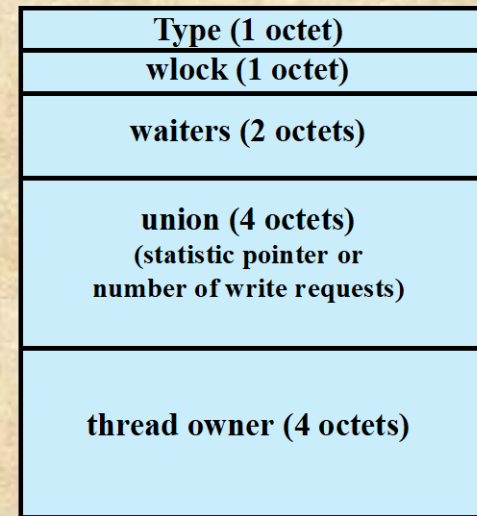 Type (1 octet)
wlock (1 octet)
waiters (2 octets)
union (4 octets)
(statistic pointer or
number of write requests)
thread owner (4 octets)